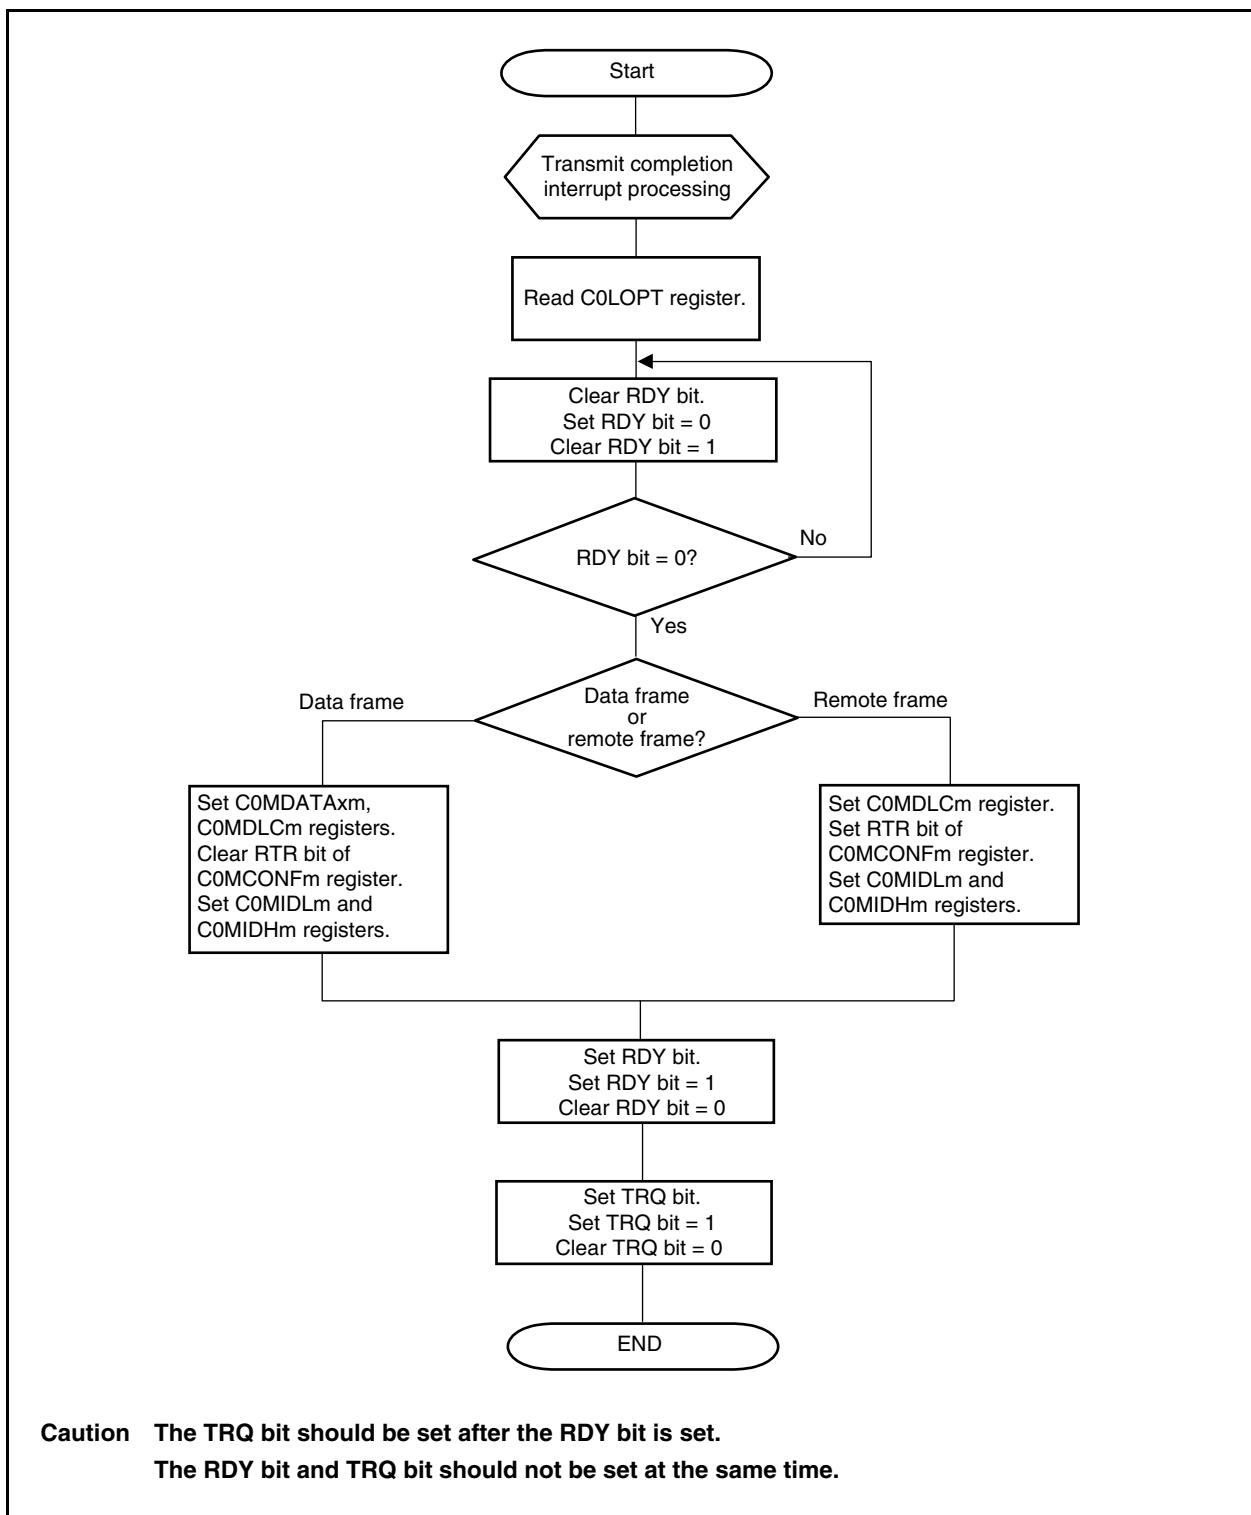 Start
Transmit completion
interrupt processing
Read C0LOPT register.
Clear RDY bit.
Set RDY bit = 0
Clear RDY bit = 1
RDY bit = 0?
No
Yes
Data frame
or
remote frame?
Data frame
Remote frame
Set C0MDATAxm,
C0MDLCm registers.
Clear RTR bit of
C0MCONFm register.
Set C0MIDLm and
C0MIDHm registers.
Set C0MDLCm register.
Set RTR bit of
C0MCONFm register.
Set C0MIDLm and
C0MIDHm registers.
Set RDY bit.
Set RDY bit = 1
Clear RDY bit = 0
Set TRQ bit.
Set TRQ bit = 1
Clear TRQ bit = 0
END
Caution The TRQ bit should be set after the RDY bit is set.
The RDY bit and TRQ bit should not be set at the same time.